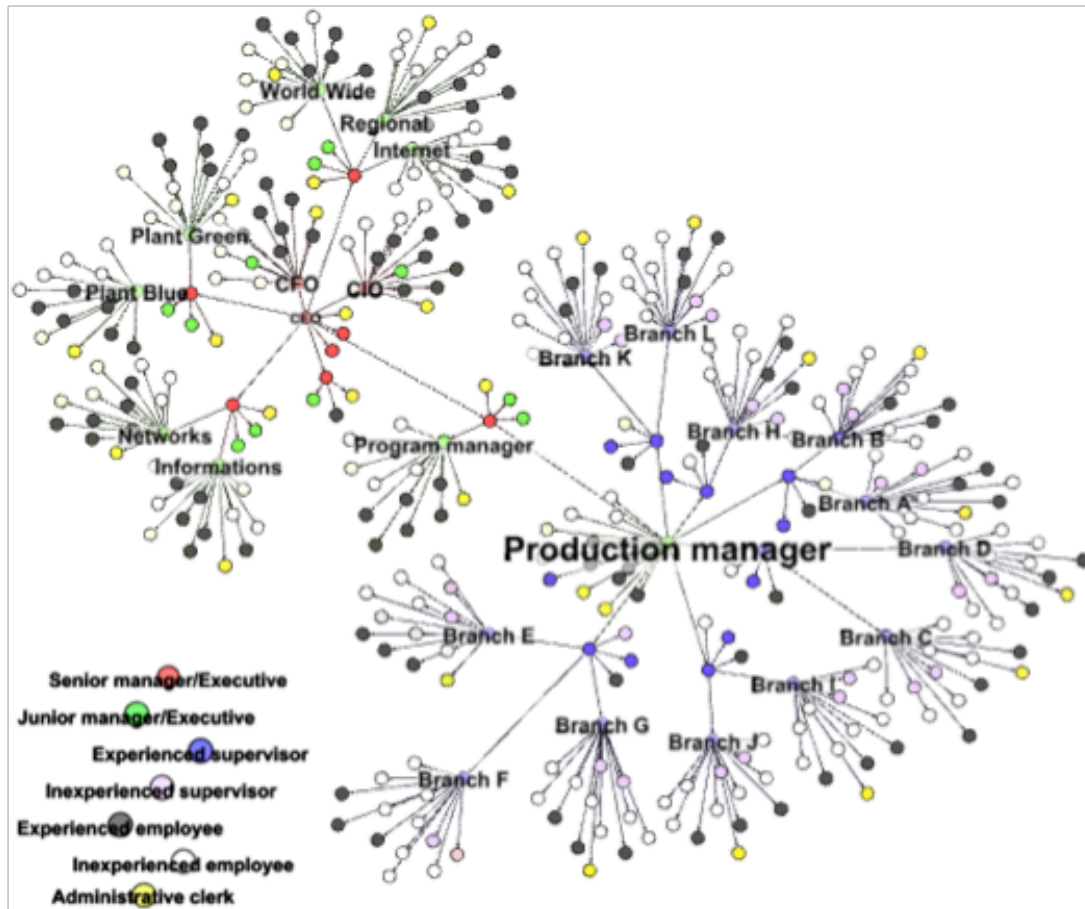 World Wide
Regional
Internet
Plant Green
CFO
CIO
Plant Blue
Branch L
Branch K
Networks
Program manager
Branch H
Branch B
Informations
Branch A
Production manager
Branch D
Branch E
Branch C
Senior manager/Executive
Branch I
Junior manager/Executive
Branch G
Experienced supervisor
Branch J
Branch F
Inexperienced supervisor
Experienced employee
Inexperienced employee
Administrative clerk